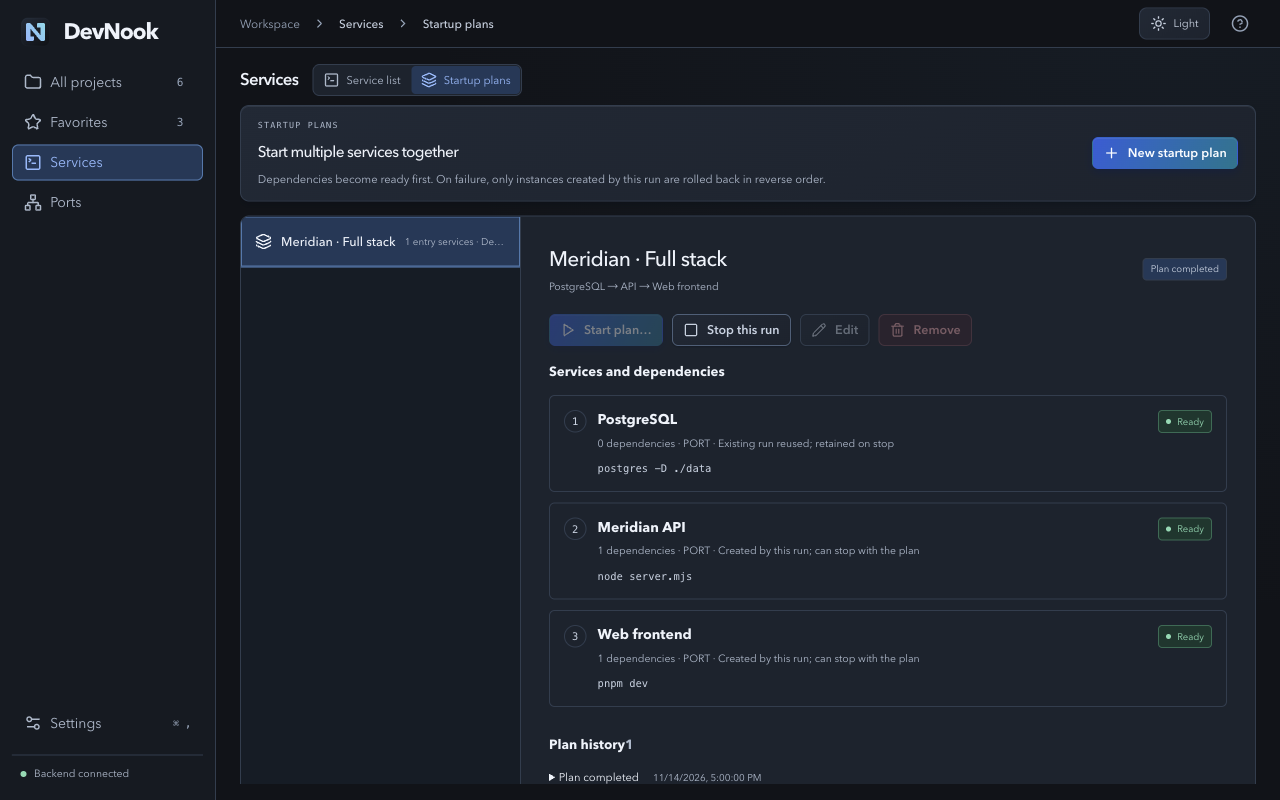 DevNook
All projects 6
Favorites 3
Services
Ports
Settings ⌘ ,
Backend connected
Workspace > Services > Startup plans
Light
Services
Service list
Startup plans
STARTUP PLANS
Start multiple services together
Dependencies become ready first. On failure, only instances created by this run are rolled back in reverse order.
New startup plan
Meridian · Full stack 1 entry services · De...
Meridian · Full stack
PostgreSQL → API → Web frontend
Plan completed
Start plan...
Stop this run
Edit
Remove
Services and dependencies
1 PostgreSQL Ready
0 dependencies · PORT · Existing run reused; retained on stop
postgres -D ./data
2 Meridian API Ready
1 dependencies · PORT · Created by this run; can stop with the plan
node server.mjs
3 Web frontend Ready
1 dependencies · PORT · Created by this run; can stop with the plan
pnpm dev
Plan history1
Plan completed 11/14/2026, 5:00:00 PM